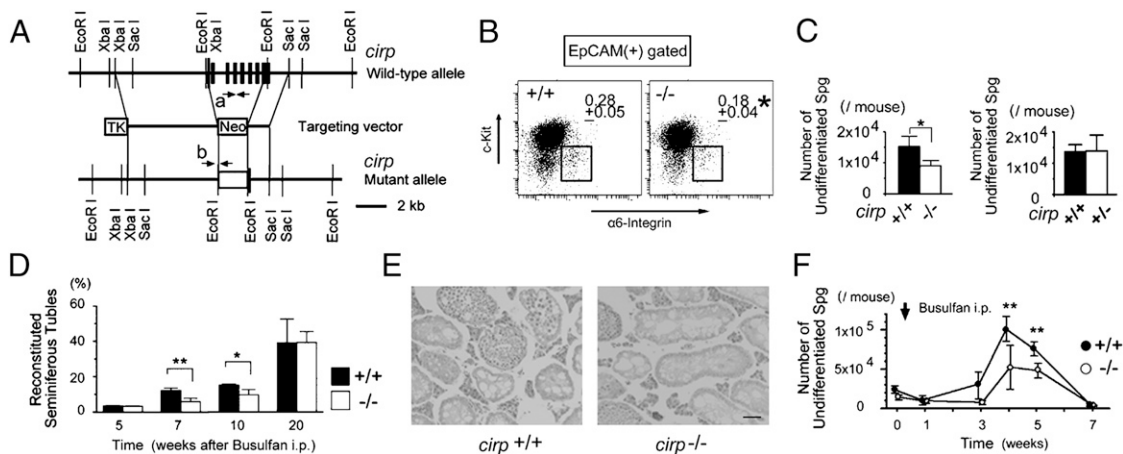 A
EcoR I
Xba I
Xba I
Sac I
EcoR I
Xba I
EcoR I
Sac I
Sac I
EcoR I
cirp
Wild-type allele
a
TK
Neo
Targeting vector
b
cirp
Mutant allele
2 kb
EcoR I
Xba I
Xba I
Sac I
EcoR I
EcoR I
Sac I
Sac I
EcoR I
B
EpCAM(+) gated
+/+
0.28
±0.05
-/-
0.18 *
±0.04
c-Kit
α6-Integrin
C
Number of
Undifferentiated Spg
(/ mouse)
2x10⁴
1x10⁴
0
*
cirp +/+ -/-
Number of
Undifferentiated Spg
(/ mouse)
2x10⁴
1x10⁴
0
cirp +/+ +/-
D
(%)
Reconstituted
Seminiferous Tubles
60
40
20
0
**
*
+/+
-/-
5 7 10 20
Time (weeks after Busulfan i.p.)
E
cirp +/+
cirp -/-
F
(/ mouse)
Busulfan i.p.
Number of
Undifferentiated Spg
1x10⁵
5x10⁴
0
**
**
+/+
-/-
0 1 3 5 7
Time (weeks)